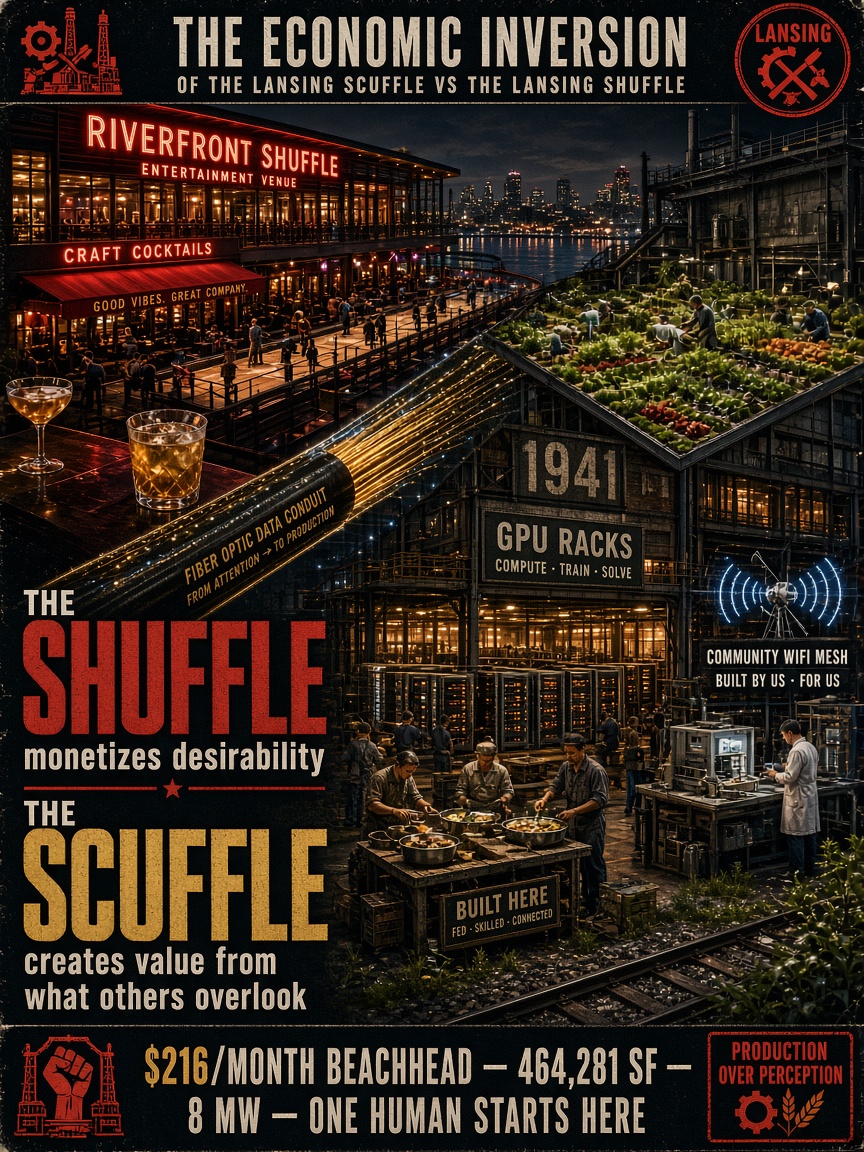 THE ECONOMIC INVERSION
OF THE LANSING SCUFFLE VS THE LANSING SHUFFLE
LANSING
RIVERFRONT SHUFFLE
ENTERTAINMENT VENUE
CRAFT COCKTAILS
GOOD VIBES. GREAT COMPANY.
FIBER OPTIC DATA CONDUIT
FROM ATTENTION → TO PRODUCTION
1941
GPU RACKS
COMPUTE · TRAIN · SOLVE
COMMUNITY WIFI MESH
BUILT BY US · FOR US
THE
SHUFFLE
monetizes desirability
THE
SCUFFLE
creates value from
what others overlook
BUILT HERE
FED · SKILLED · CONNECTED
$216/MONTH BEACHHEAD — 464,281 SF —
8 MW — ONE HUMAN STARTS HERE
PRODUCTION
OVER PERCEPTION